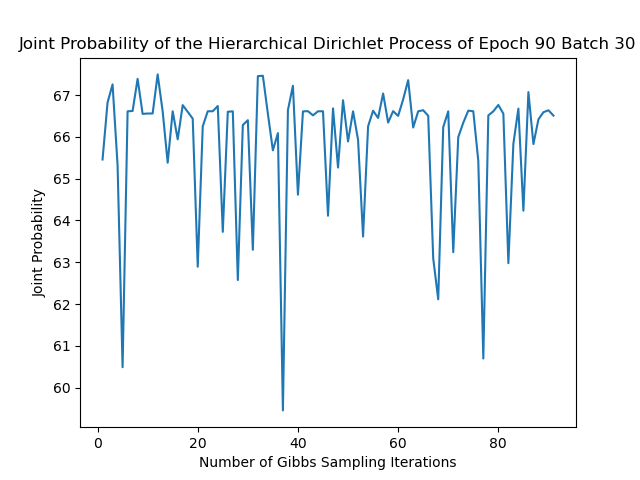 Joint Probability of the Hierarchical Dirichlet Process of Epoch 90 Batch 30
67
66
65
64
63
62
61
60
Joint Probability
0 20 40 60 80
Number of Gibbs Sampling Iterations